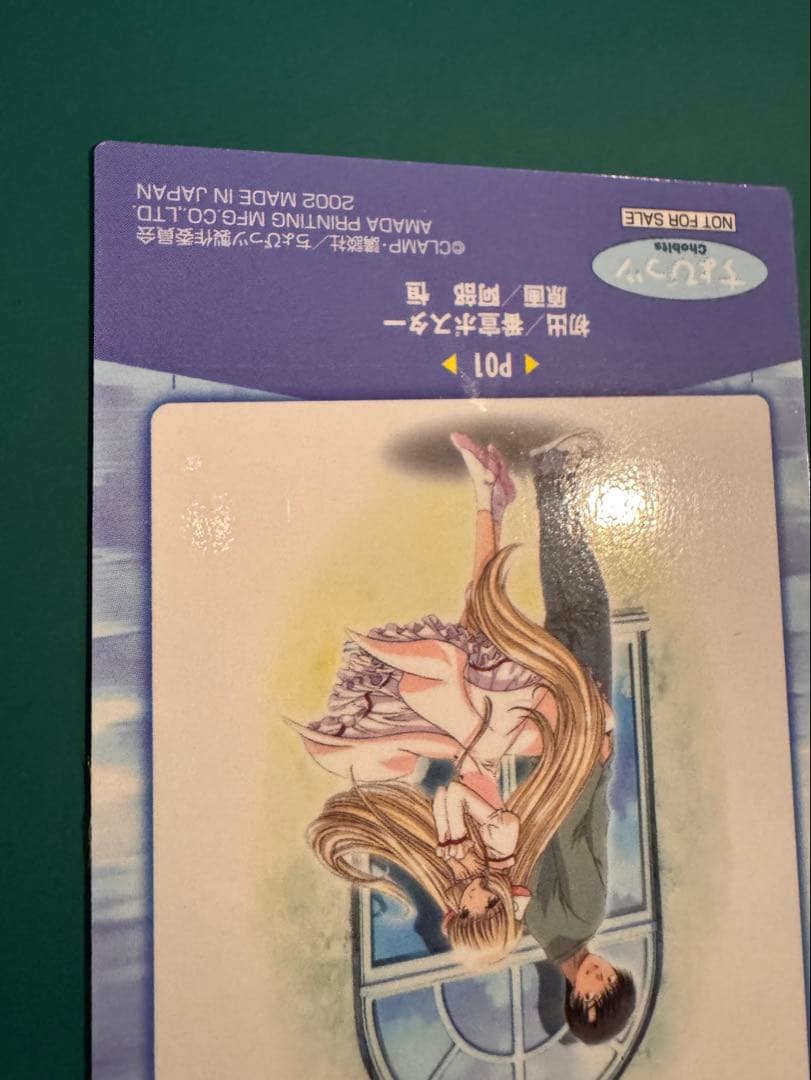 ◀ P01 ▶
初出／番宣ポスター
原画／阿部　恒
ちょびっツ
Chobits
NOT FOR SALE
©CLAMP・講談社／ちょびッツ製作委員会
AMADA PRINTING MFG.CO.,LTD.
2002 MADE IN JAPAN